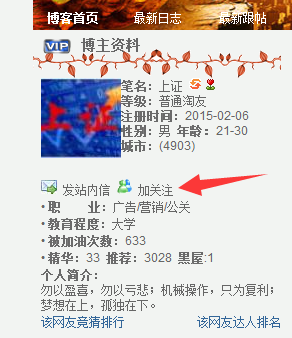 博客首页 最新日志 最新跟帖
VIP 博主资料
上证
笔名：上证
等级：普通淘友
注册时间：2015-02-06
性别：男 年龄：21-30
城市：(4903)
发站内信 加关注
• 职 业：广告/营销/公关
• 教育程度：大学
• 被加油次数：633
• 精华：33 推荐：3028 黑屋:1
个人简介：
勿以盈喜，勿以亏悲；机械操作，只为复利；
梦想在上，孤独在下。
该网友竞猜排行 该网友达人排名